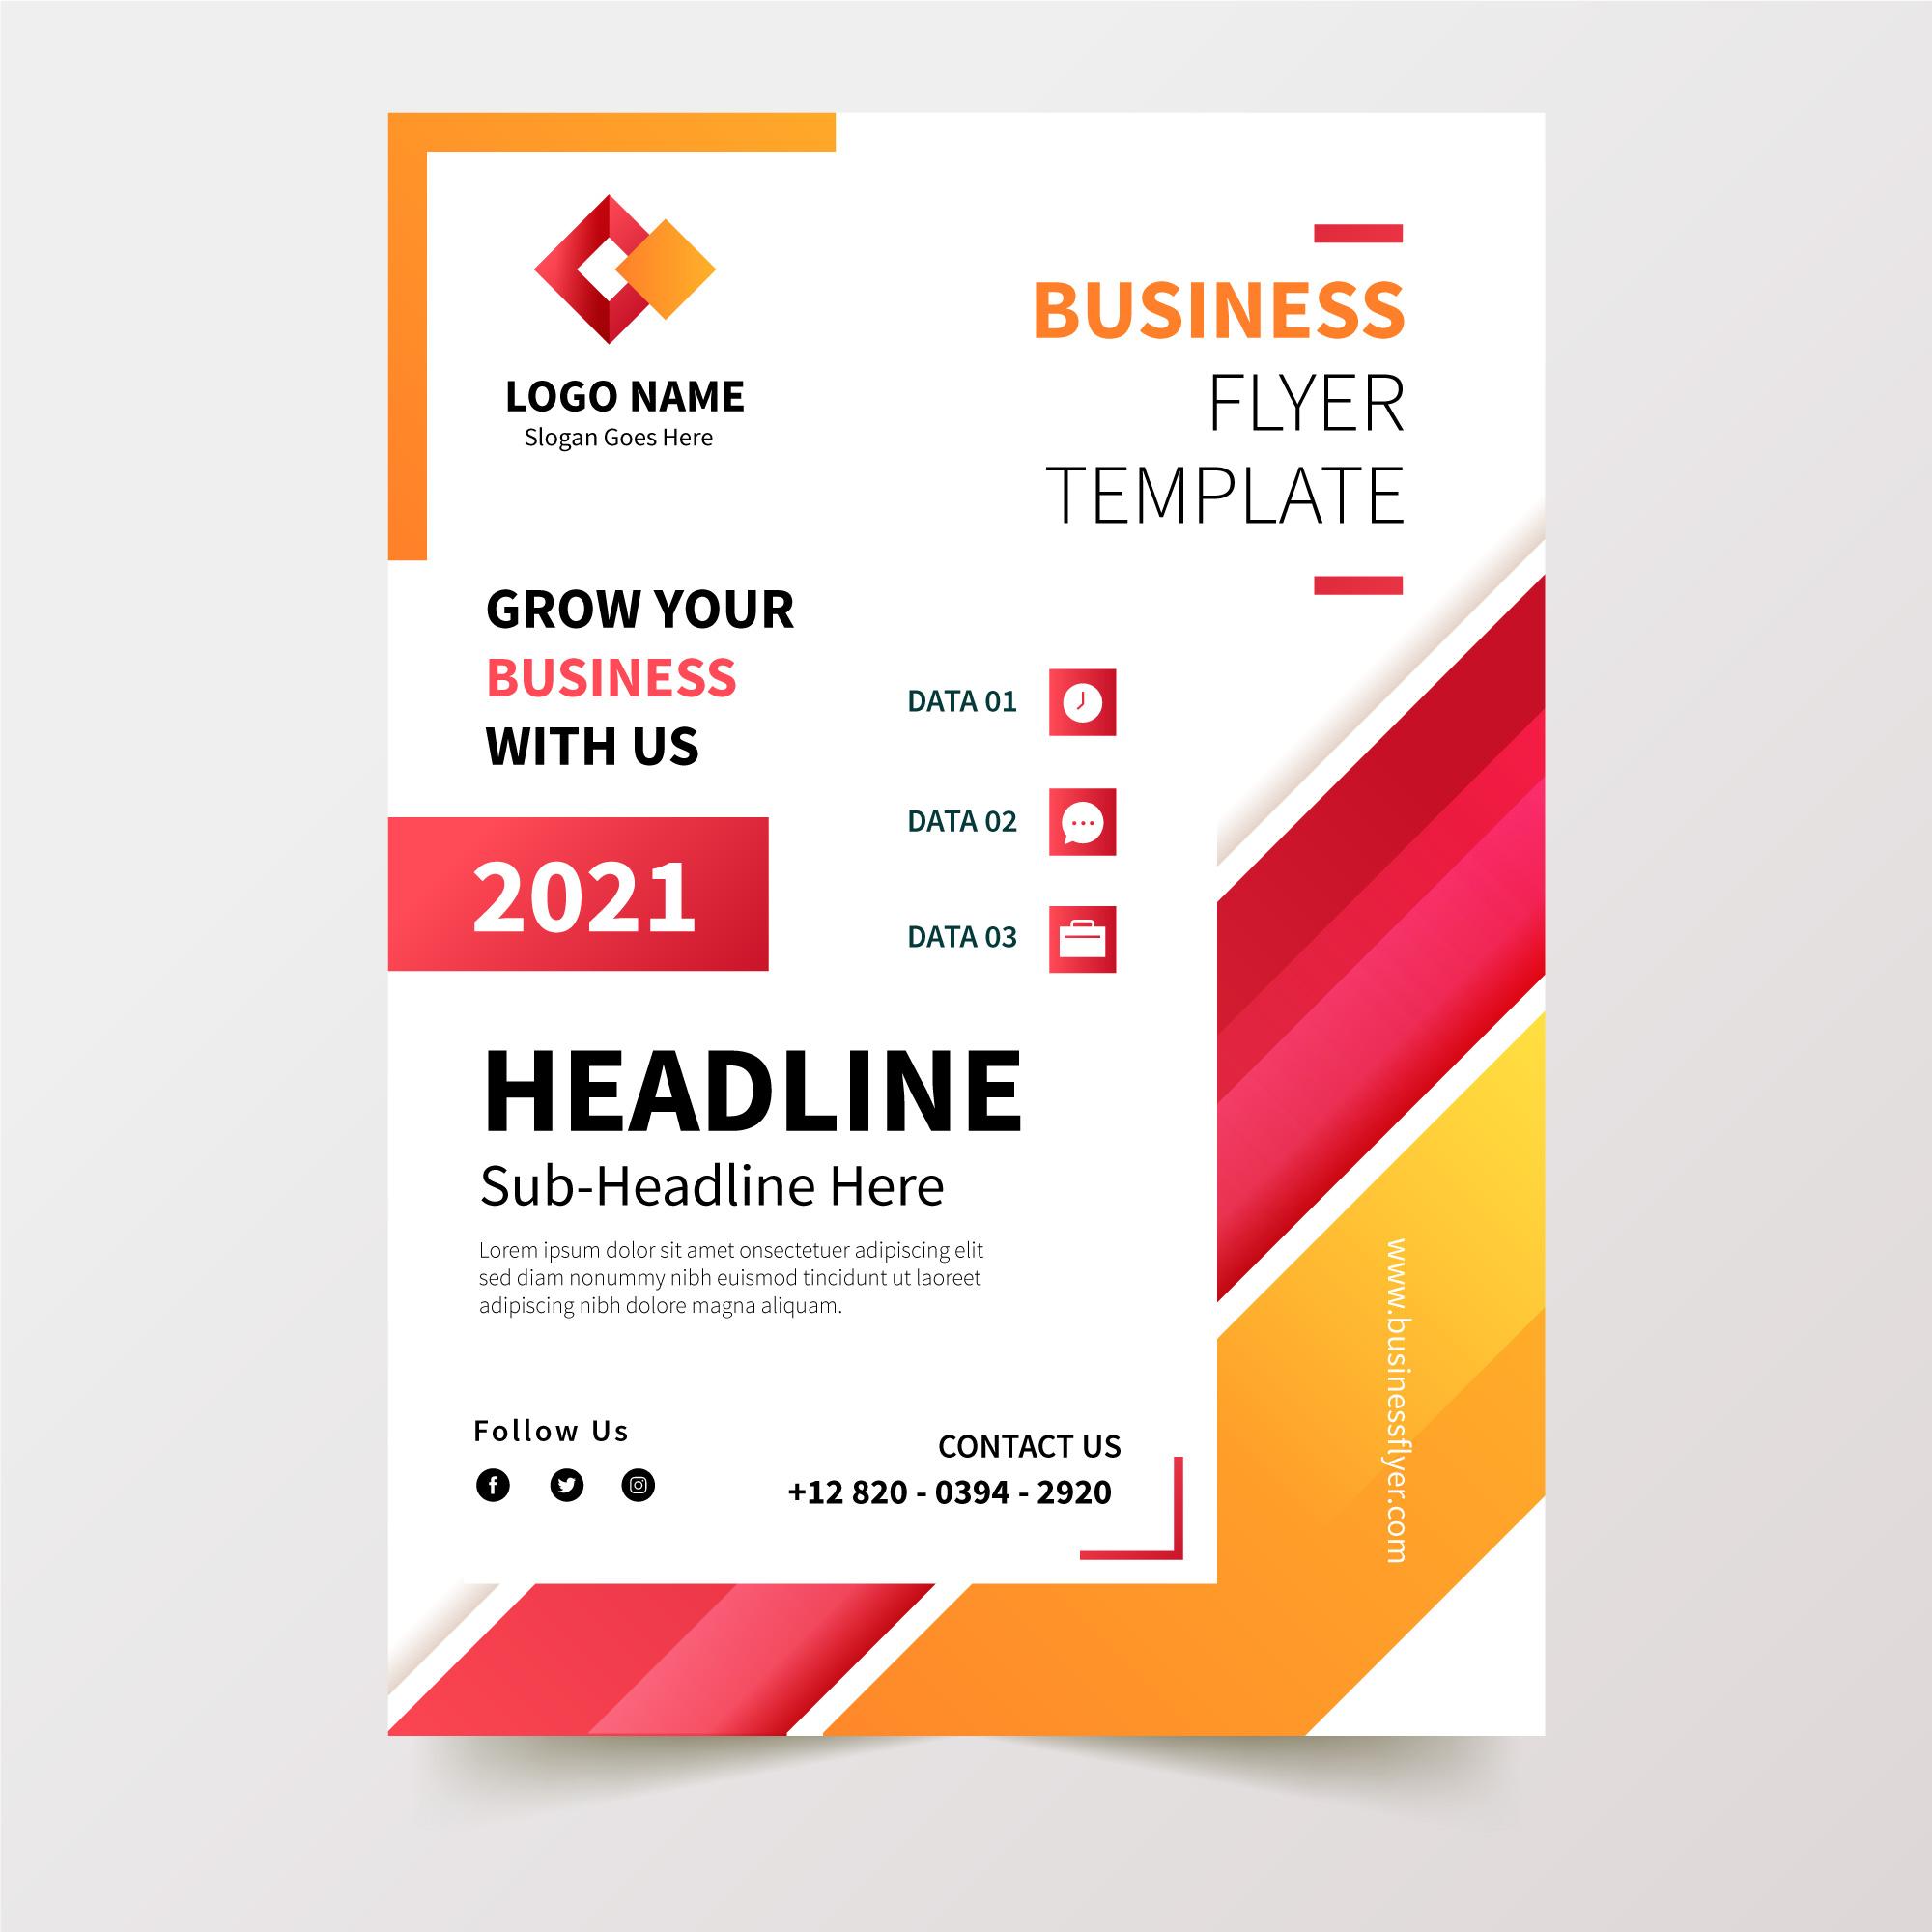 LOGO NAME
Slogan Goes Here
BUSINESS
FLYER
TEMPLATE
GROW YOUR
BUSINESS
WITH US
2021
DATA 01
DATA 02
DATA 03
HEADLINE
Sub-Headline Here
Lorem ipsum dolor sit amet onsectetuer adipiscing elit
sed diam nonummy nibh euismod tincidunt ut laoreet
adipiscing nibh dolore magna aliquam.
Follow Us
CONTACT US
+12 820 - 0394 - 2920
www.businessflyer.com